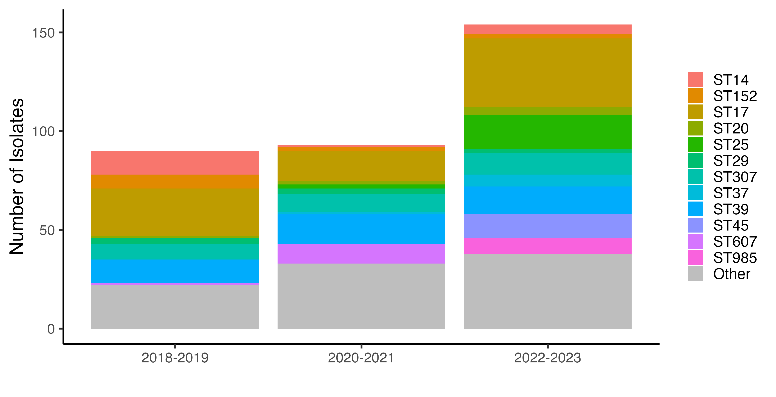 Number of Isolates
150
100
50
0
2018-2019
2020-2021
2022-2023
ST14
ST152
ST17
ST20
ST25
ST29
ST307
ST37
ST39
ST45
ST607
ST985
Other